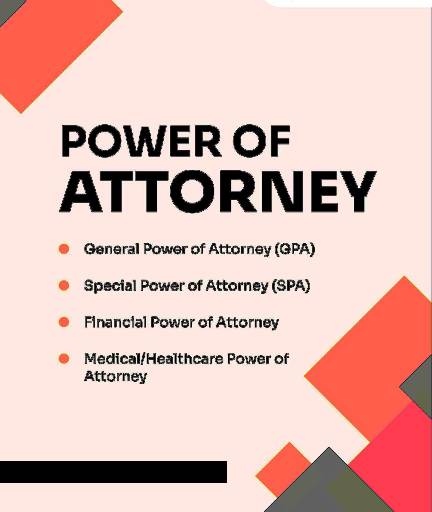 POWER OF
ATTORNEY
General Power of Attorney (GPA)
Special Power of Attorney (SPA)
Financial Power of Attorney
Medical/Healthcare Power of
Attorney